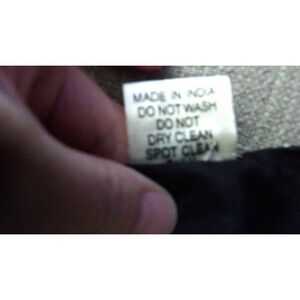 MADE IN INDIA
DO NOT WASH
DO NOT
DRY CLEAN
SPOT CLEAN